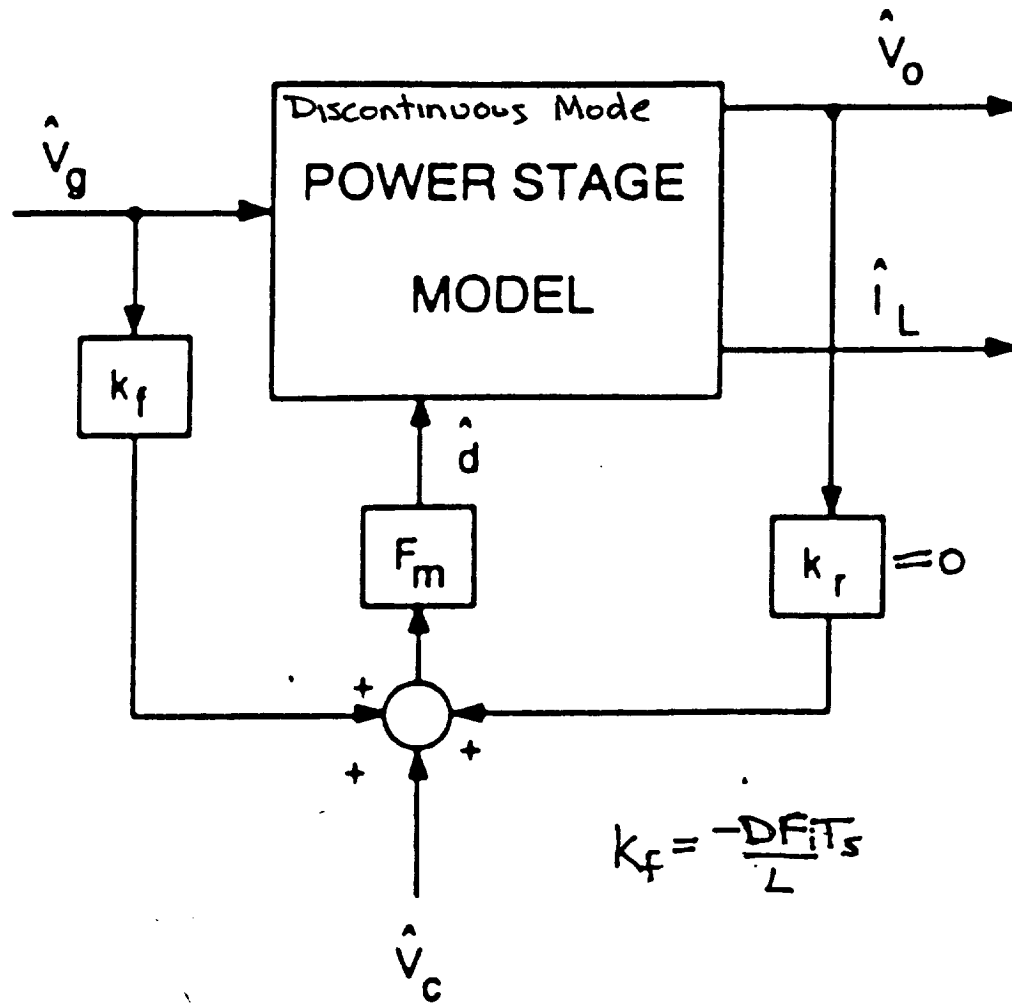 v̂o
Discontinuous Mode
v̂g
POWER STAGE
MODEL
îL
kf
d̂
Fm
kr
=0
+
+
+
kf = -DFiTs
L
v̂c